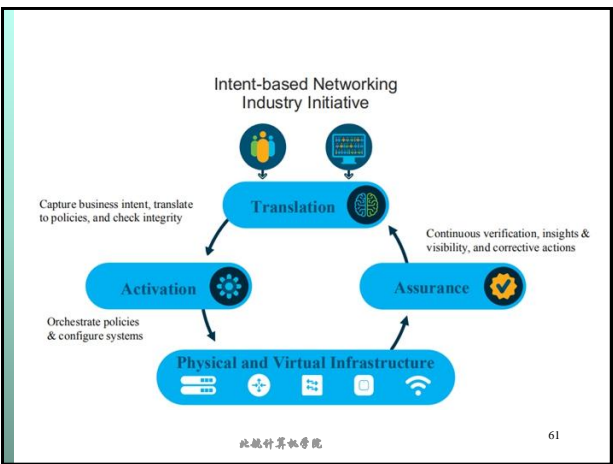 Intent-based Networking
Industry Initiative
Translation
Capture business intent, translate
to policies, and check integrity
Continuous verification, insights &
visibility, and corrective actions
Activation
Assurance
Orchestrate policies
& configure systems
Physical and Virtual Infrastructure
北航计算机学院
61